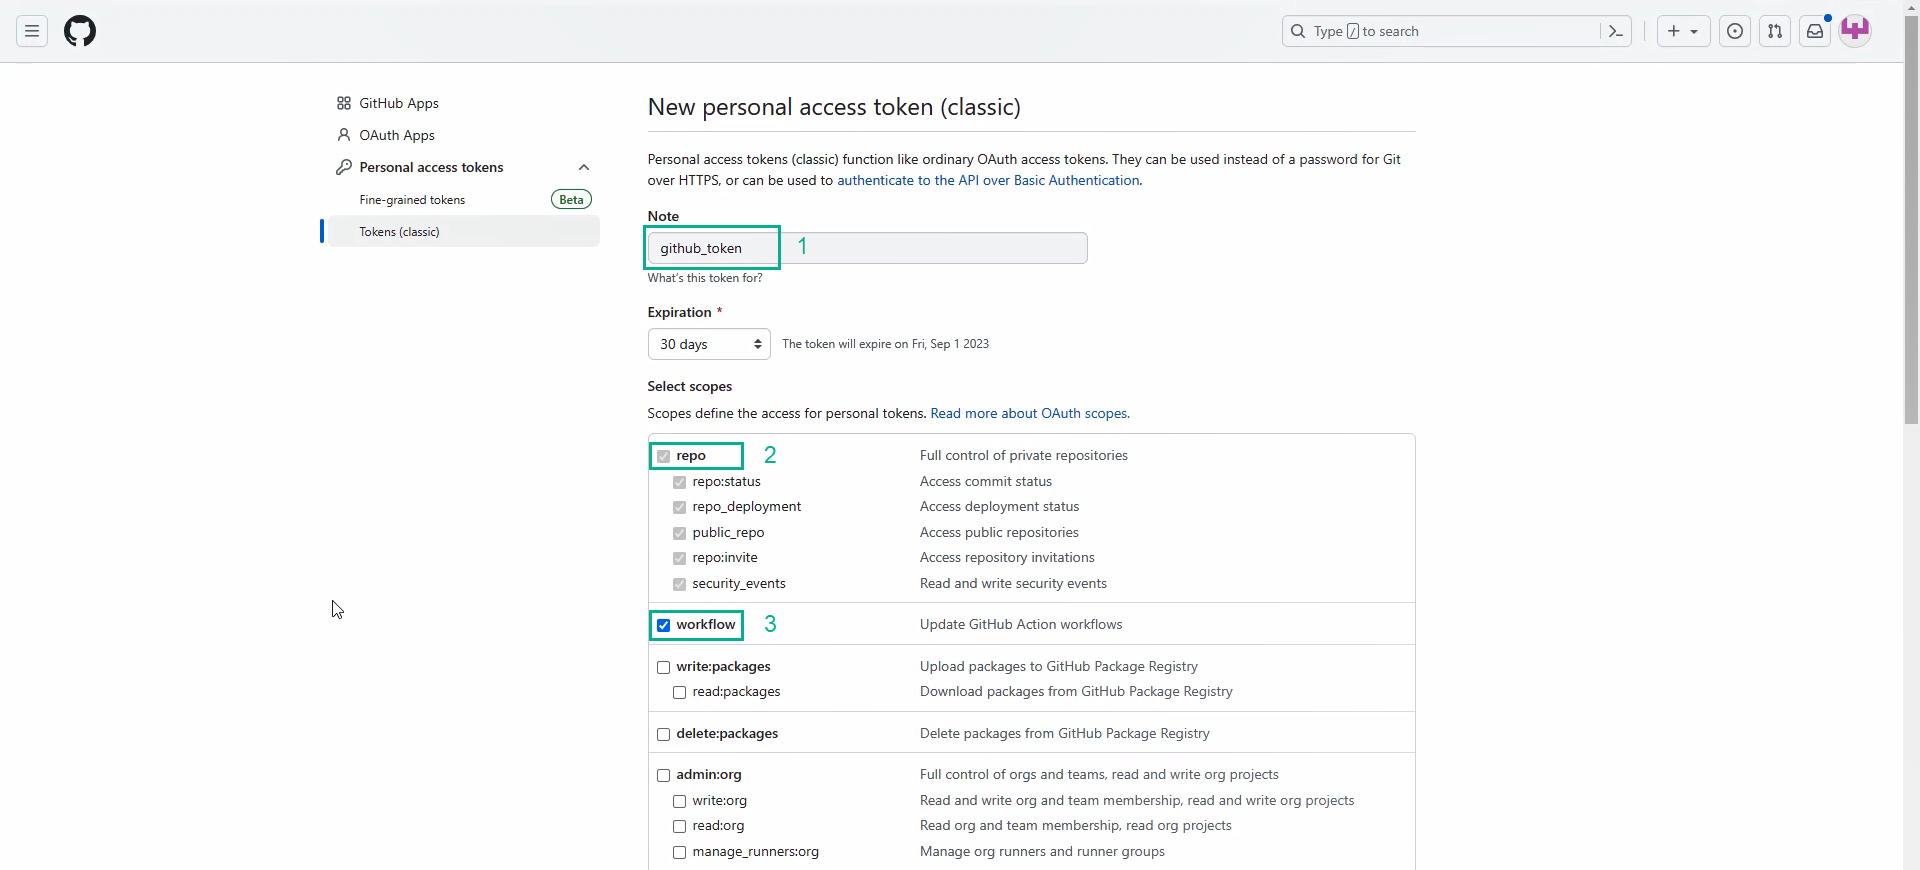 Type / to search
GitHub Apps
OAuth Apps
Personal access tokens
Fine-grained tokens Beta
Tokens (classic)
New personal access token (classic)
Personal access tokens (classic) function like ordinary OAuth access tokens. They can be used instead of a password for Git
over HTTPS, or can be used to authenticate to the API over Basic Authentication.
Note
github_token 1
What's this token for?
Expiration *
30 days The token will expire on Fri, Sep 1 2023
Select scopes
Scopes define the access for personal tokens. Read more about OAuth scopes.
repo 2 Full control of private repositories
repo:status Access commit status
repo_deployment Access deployment status
public_repo Access public repositories
repo:invite Access repository invitations
security_events Read and write security events
workflow 3 Update GitHub Action workflows
write:packages Upload packages to GitHub Package Registry
read:packages Download packages from GitHub Package Registry
delete:packages Delete packages from GitHub Package Registry
admin:org Full control of orgs and teams, read and write org projects
write:org Read and write org and team membership, read and write org projects
read:org Read org and team membership, read org projects
manage_runners:org Manage org runners and runner groups